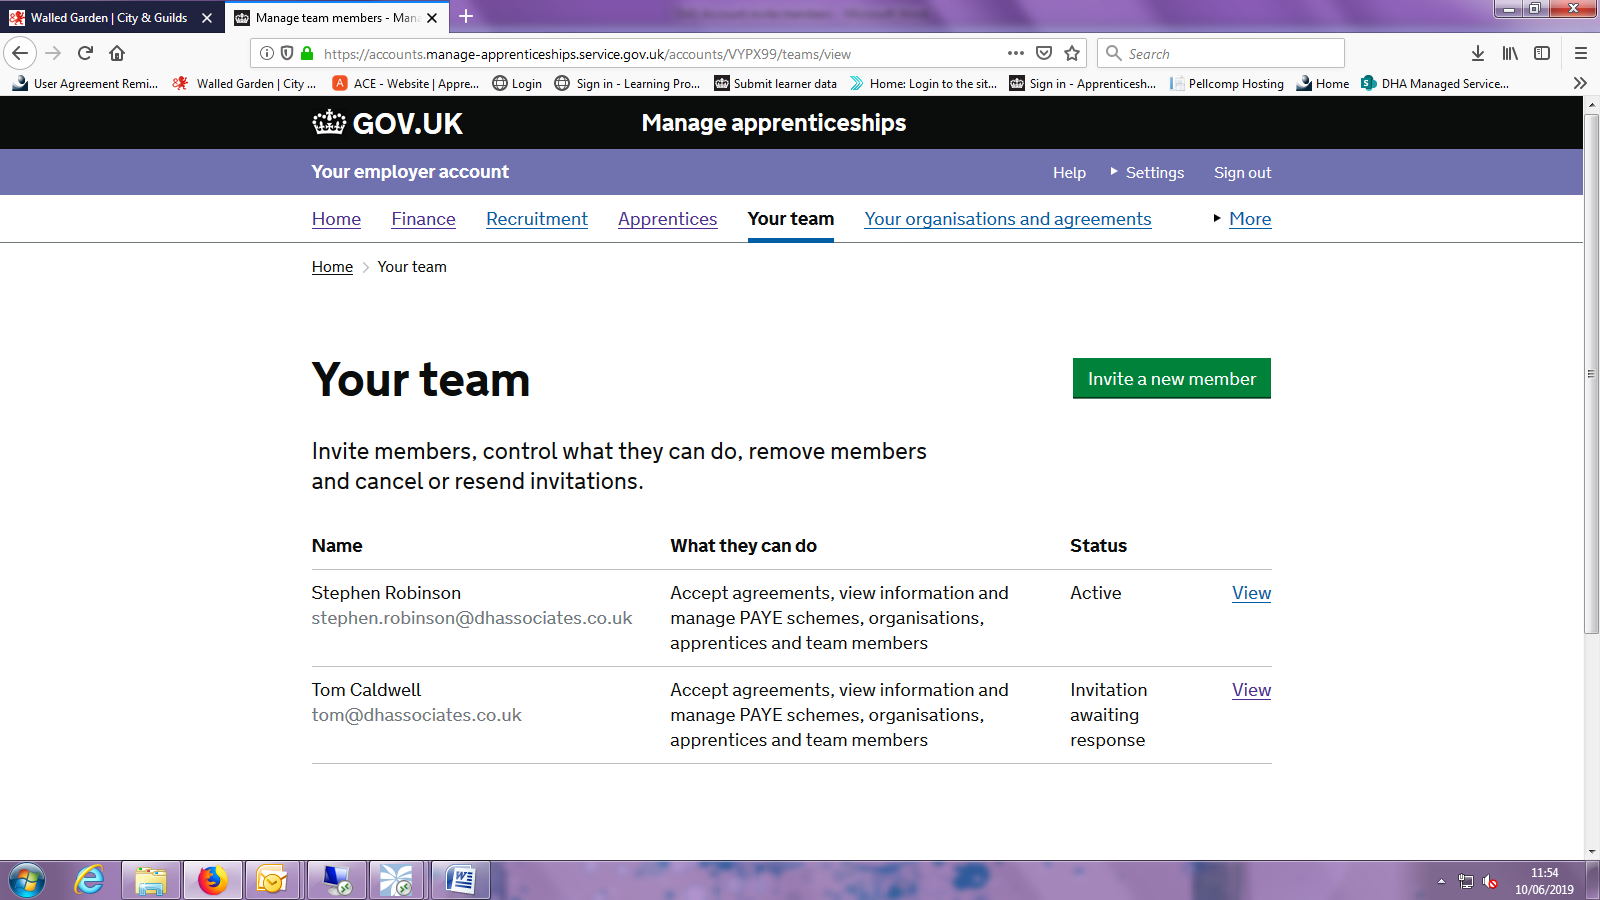 Walled Garden | City & Guilds
Manage team members - Mana
https://accounts.manage-apprenticeships.service.gov.uk/accounts/VYPX99/teams/view
Search
User Agreement Remi... Walled Garden | City ... ACE - Website | Appre... Login Sign in - Learning Pro... Submit learner data Home: Login to the sit... Sign in - Apprenticesh... Pellcomp Hosting Home DHA Managed Service...
GOV.UK Manage apprenticeships
Your employer account Help Settings Sign out
Home Finance Recruitment Apprentices Your team Your organisations and agreements More
Home Your team
Your team Invite a new member
Invite members, control what they can do, remove members
and cancel or resend invitations.
Name What they can do Status
Stephen Robinson Accept agreements, view information and Active View
stephen.robinson@dhassociates.co.uk manage PAYE schemes, organisations,
apprentices and team members
Tom Caldwell Accept agreements, view information and Invitation View
tom@dhassociates.co.uk manage PAYE schemes, organisations, awaiting
apprentices and team members response
11:54
10/06/2019